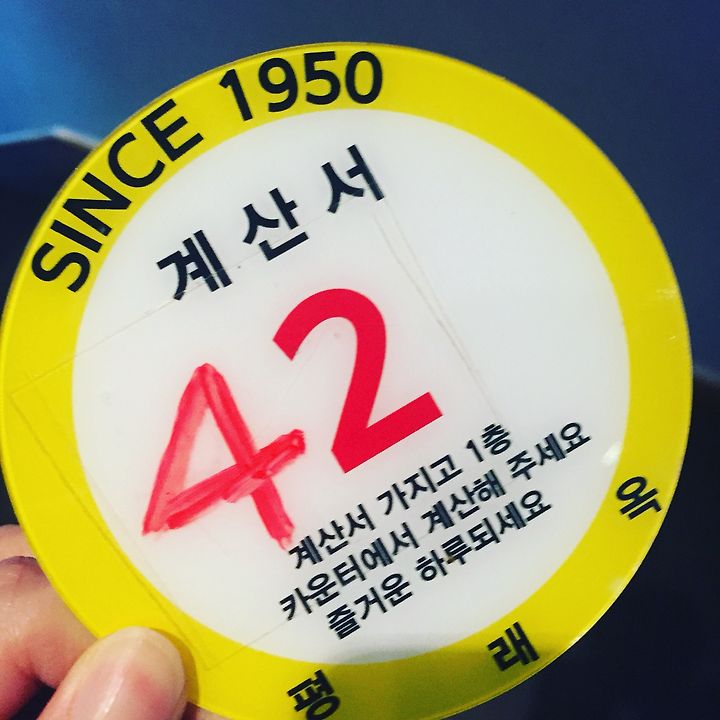 SINCE 1950
계산서
42
계산서 가지고 1층
카운터에서 계산해 주세요
즐거운 하루되세요
평래옥